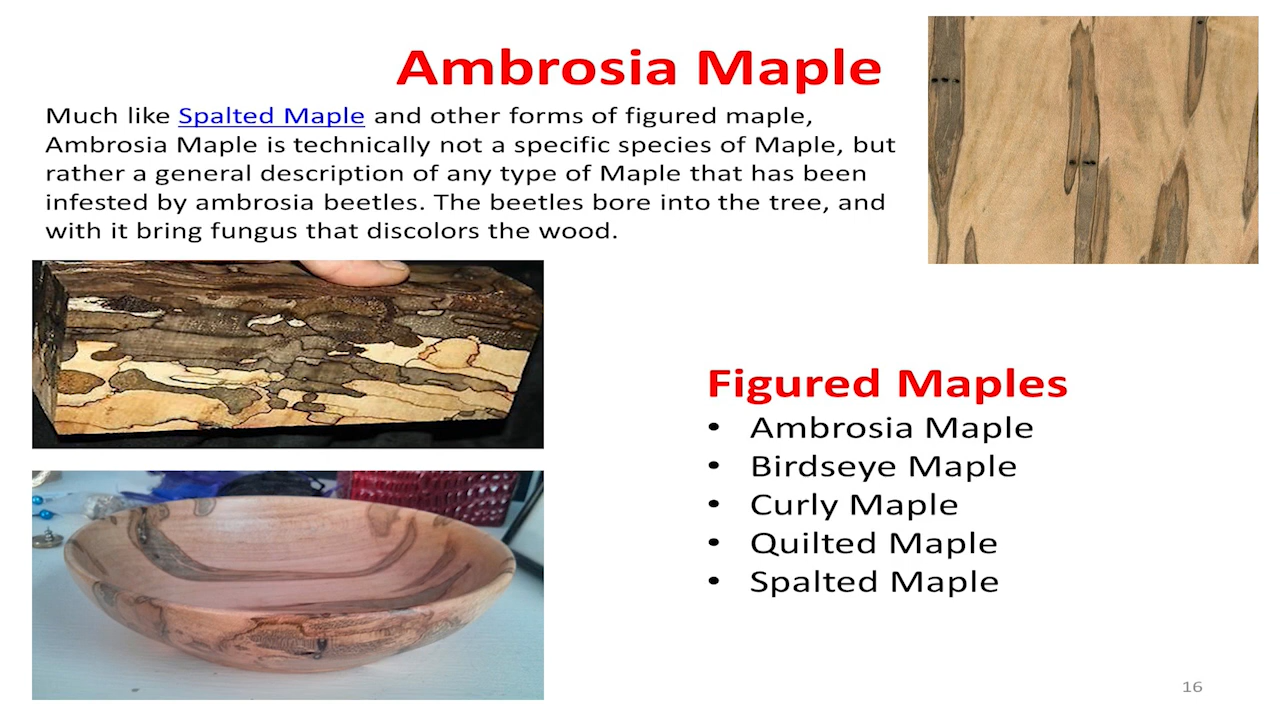 Ambrosia Maple
Much like Spalted Maple and other forms of figured maple,
Ambrosia Maple is technically not a specific species of Maple, but
rather a general description of any type of Maple that has been
infested by ambrosia beetles. The beetles bore into the tree, and
with it bring fungus that discolors the wood.
Figured Maples
• Ambrosia Maple
• Birdseye Maple
• Curly Maple
• Quilted Maple
• Spalted Maple
16